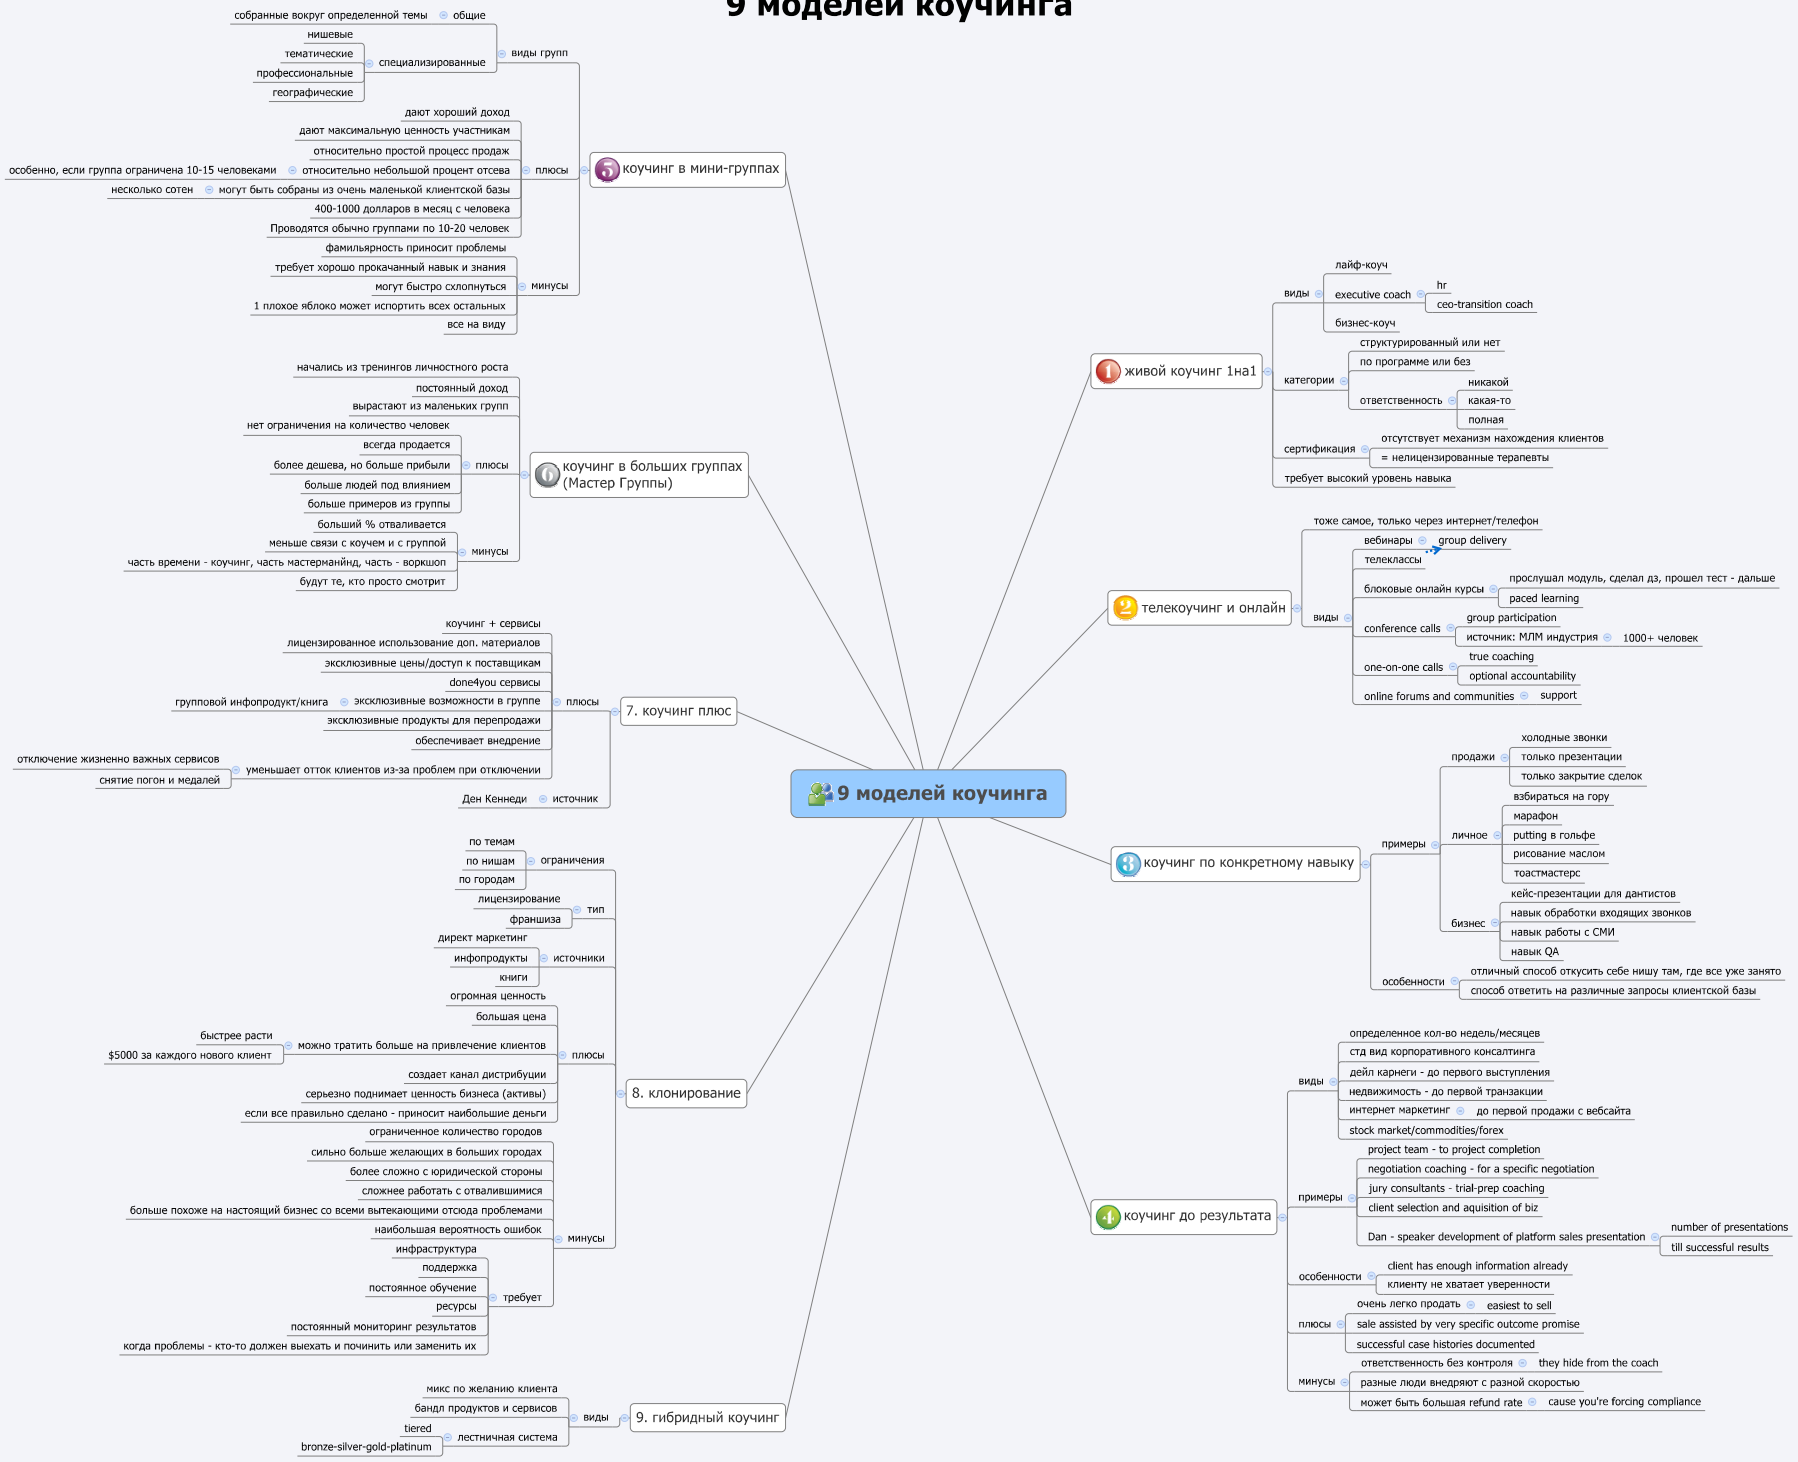 9 моделей коучинга
9 моделей коучинга
живой коучинг 1на1
виды
лайф-коуч
executive coach
hr
ceo-transition coach
бизнес-коуч
категории
структурированный или нет
по программе или без
ответственность
никакой
какая-то
полная
сертификация
отсутствует механизм нахождения клиентов
= нелицензированные терапевты
требует высокий уровень навыка
телекоучинг и онлайн
тоже самое, только через интернет/телефон
виды
вебинары
group delivery
телеклассы
блоковые онлайн курсы
прослушал модуль, сделал дз, прошел тест - дальше
paced learning
conference calls
group participation
источник: МЛМ индустрия
1000+ человек
one-on-one calls
true coaching
optional accountability
online forums and communities
support
коучинг по конкретному навыку
примеры
продажи
холодные звонки
только презентации
только закрытие сделок
личное
взбираться на гору
марафон
putting в гольфе
рисование маслом
тоастмастерс
бизнес
кейс-презентации для дантистов
навык обработки входящих звонков
навык работы с СМИ
навык QA
особенности
отличный способ откусить себе нишу там, где все уже занято
способ ответить на различные запросы клиентской базы
коучинг до результата
виды
определенное кол-во недель/месяцев
стд вид корпоративного консалтинга
дейл карнеги - до первого выступления
недвижимость - до первой транзакции
интернет маркетинг
до первой продажи с вебсайта
stock market/commodities/forex
примеры
project team - to project completion
negotiation coaching - for a specific negotiation
jury consultants - trial-prep coaching
client selection and aquisition of biz
Dan - speaker development of platform sales presentation
number of presentations
till successful results
особенности
client has enough information already
клиенту не хватает уверенности
плюсы
очень легко продать
easiest to sell
sale assisted by very specific outcome promise
successful case histories documented
минусы
ответственность без контроля
they hide from the coach
разные люди внедряют с разной скоростью
может быть большая refund rate
cause you're forcing compliance
коучинг в мини-группах
виды групп
общие
собранные вокруг определенной темы
специализированные
нишевые
тематические
профессиональные
географические
плюсы
дают хороший доход
дают максимальную ценность участникам
относительно простой процесс продаж
относительно небольшой процент отсева
особенно, если группа ограничена 10-15 человеками
могут быть собраны из очень маленькой клиентской базы
несколько сотен
400-1000 долларов в месяц с человека
Проводятся обычно группами по 10-20 человек
минусы
фамильярность приносит проблемы
требует хорошо прокачанный навык и знания
могут быстро схлопнуться
1 плохое яблоко может испортить всех остальных
все на виду
коучинг в больших группах
(Мастер Группы)
начались из тренингов личностного роста
постоянный доход
вырастают из маленьких групп
плюсы
нет ограничения на количество человек
всегда продается
более дешева, но больше прибыли
больше людей под влиянием
больше примеров из группы
минусы
больший % отваливается
меньше связи с коучем и с группой
часть времени - коучинг, часть мастерманйнд, часть - воркшоп
будут те, кто просто смотрит
7. коучинг плюс
плюсы
коучинг + сервисы
лицензированное использование доп. материалов
эксклюзивные цены/доступ к поставщикам
done4you сервисы
эксклюзивные возможности в группе
групповой инфопродукт/книга
эксклюзивные продукты для перепродажи
обеспечивает внедрение
уменьшает отток клиентов из-за проблем при отключении
отключение жизненно важных сервисов
снятие погон и медалей
источник
Ден Кеннеди
8. клонирование
ограничения
по темам
по нишам
по городам
тип
лицензирование
франшиза
источники
директ маркетинг
инфопродукты
книги
плюсы
огромная ценность
большая цена
можно тратить больше на привлечение клиентов
быстрее расти
$5000 за каждого нового клиент
создает канал дистрибуции
серьезно поднимает ценность бизнеса (активы)
если все правильно сделано - приносит наибольшие деньги
минусы
ограниченное количество городов
сильно больше желающих в больших городах
более сложно с юридической стороны
сложнее работать с отвалившимися
больше похоже на настоящий бизнес со всеми вытекающими отсюда проблемами
наибольшая вероятность ошибок
требует
инфраструктура
поддержка
постоянное обучение
ресурсы
постоянный мониторинг результатов
когда проблемы - кто-то должен выехать и починить или заменить их
9. гибридный коучинг
виды
микс по желанию клиента
бандл продуктов и сервисов
лестничная система
tiered
bronze-silver-gold-platinum